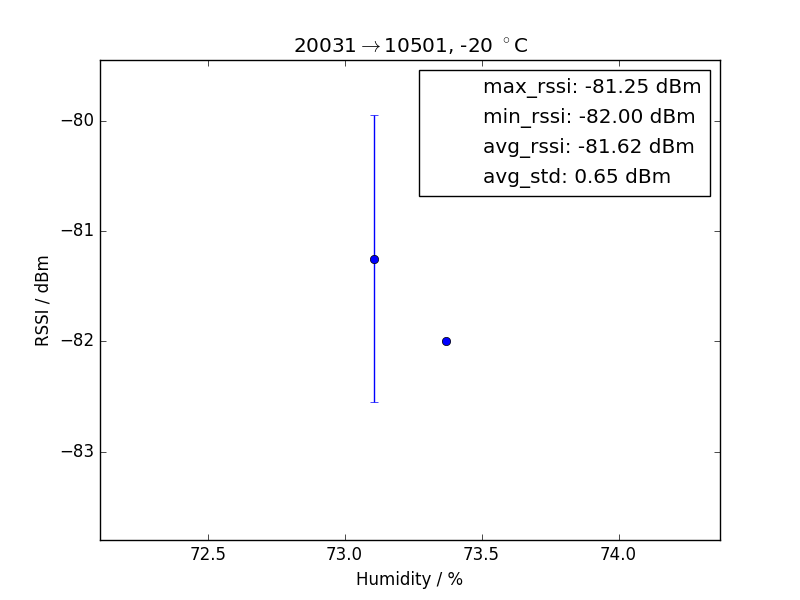 20031→10501, -20 °C
max_rssi: -81.25 dBm
min_rssi: -82.00 dBm
avg_rssi: -81.62 dBm
avg_std: 0.65 dBm
−80
−81
−82
−83
RSSI / dBm
72.5 73.0 73.5 74.0
Humidity / %